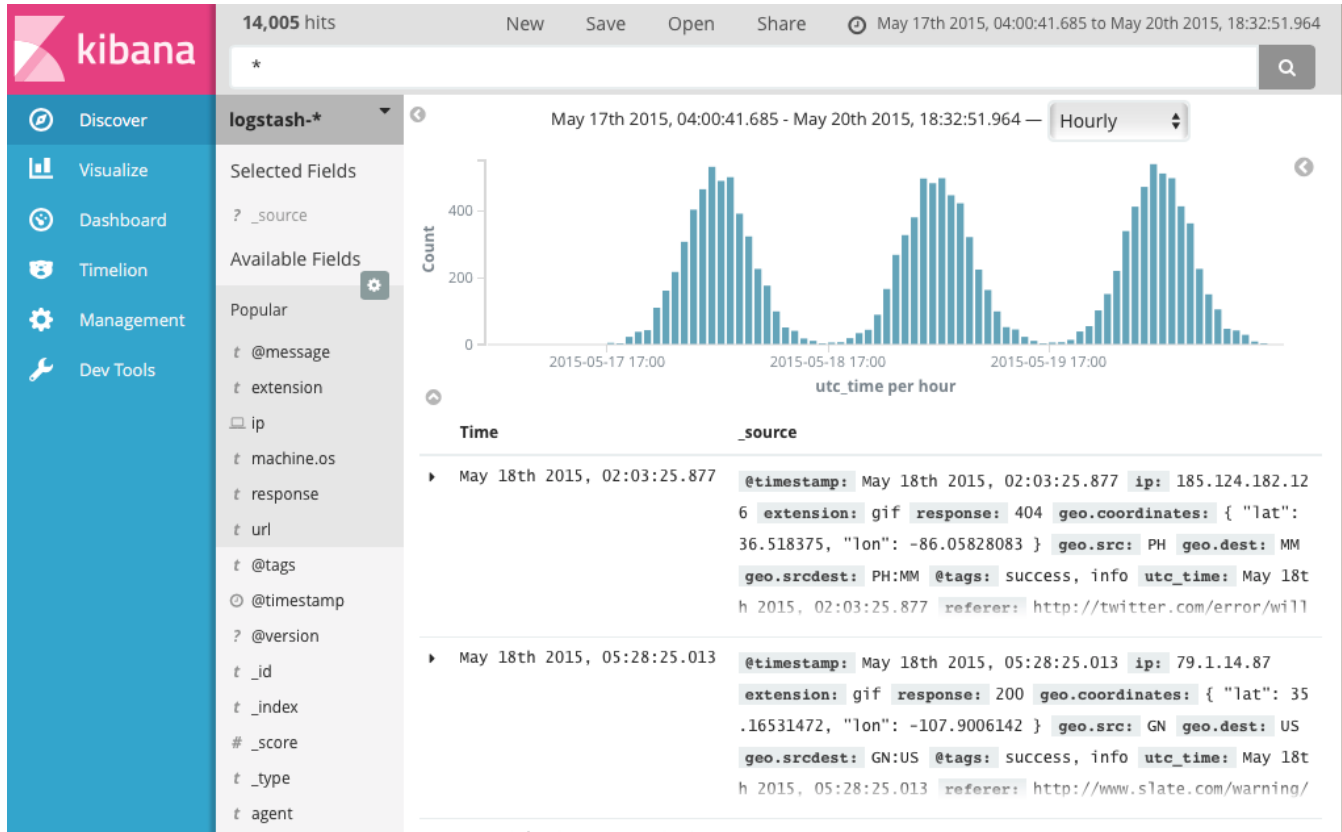 kibana
Discover
Visualize
Dashboard
Timelion
Management
Dev Tools
14,005 hits
New Save Open Share May 17th 2015, 04:00:41.685 to May 20th 2015, 18:32:51.964
*
logstash-*
Selected Fields
? _source
Available Fields
Popular
t @message
t extension
ip
t machine.os
t response
t url
t @tags
@timestamp
? @version
t _id
t _index
# _score
t _type
t agent
May 17th 2015, 04:00:41.685 - May 20th 2015, 18:32:51.964 — Hourly
Count
400
200
0
2015-05-17 17:00 2015-05-18 17:00 2015-05-19 17:00
utc_time per hour
Time _source
May 18th 2015, 02:03:25.877
@timestamp: May 18th 2015, 02:03:25.877 ip: 185.124.182.12
6 extension: gif response: 404 geo.coordinates: { "lat":
36.518375, "lon": -86.05828083 } geo.src: PH geo.dest: MM
geo.srcdest: PH:MM @tags: success, info utc_time: May 18t
h 2015, 02:03:25.877 referer: http://twitter.com/error/will
May 18th 2015, 05:28:25.013
@timestamp: May 18th 2015, 05:28:25.013 ip: 79.1.14.87
extension: gif response: 200 geo.coordinates: { "lat": 35
.16531472, "lon": -107.9006142 } geo.src: GN geo.dest: US
geo.srcdest: GN:US @tags: success, info utc_time: May 18t
h 2015, 05:28:25.013 referer: http://www.slate.com/warning/